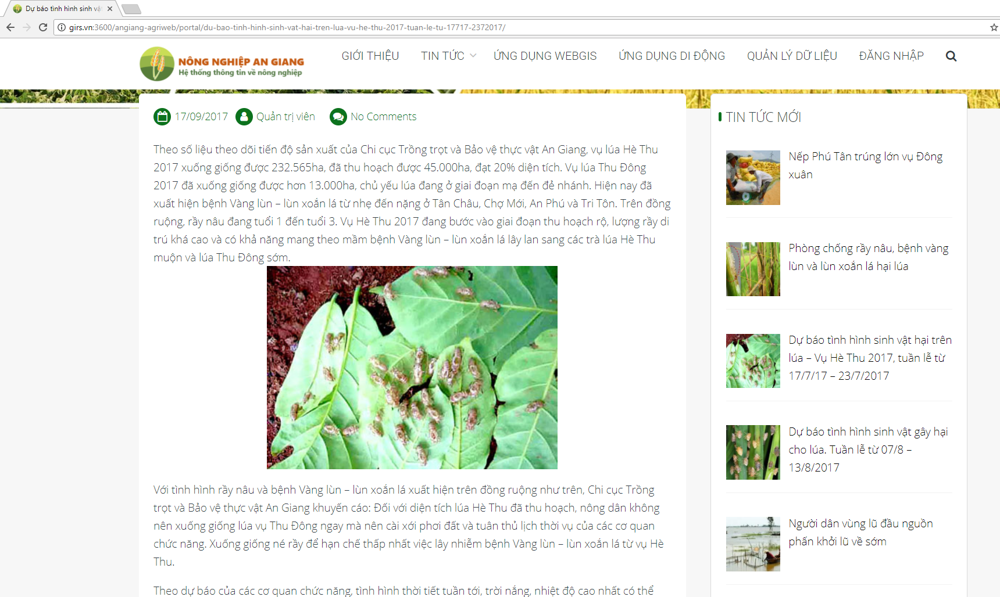 Dự báo tình hình sinh vậ
girs.vn:3600/angiang-agriweb/portal/du-bao-tinh-hinh-sinh-vat-hai-tren-lua-vu-he-thu-2017-tuan-le-tu-17717-2372017/
NÔNG NGHIỆP AN GIANG
Hệ thống thông tin về nông nghiệp
GIỚI THIỆU TIN TỨC ỨNG DỤNG WEBGIS ỨNG DỤNG DI ĐỘNG QUẢN LÝ DỮ LIỆU ĐĂNG NHẬP
17/09/2017 Quản trị viên No Comments
Theo số liệu theo dõi tiến độ sản xuất của Chi cục Trồng trọt và Bảo vệ thực vật An Giang, vụ lúa Hè Thu
2017 xuống giống được 232.565ha, đã thu hoạch được 45.000ha, đạt 20% diện tích. Vụ lúa Thu Đông
2017 đã xuống giống được hơn 13.000ha, chủ yếu lúa đang ở giai đoạn mạ đến đẻ nhánh. Hiện nay đã
xuất hiện bệnh Vàng lùn – lùn xoắn lá từ nhẹ đến nặng ở Tân Châu, Chợ Mới, An Phú và Tri Tôn. Trên đồng
ruộng, rầy nâu đang tuổi 1 đến tuổi 3. Vụ Hè Thu 2017 đang bước vào giai đoạn thu hoạch rộ, lượng rầy di
trú khá cao và có khả năng mang theo mầm bệnh Vàng lùn – lùn xoắn lá lây lan sang các trà lúa Hè Thu
muộn và lúa Thu Đông sớm.
Với tình hình rầy nâu và bệnh Vàng lùn – lùn xoắn lá xuất hiện trên đồng ruộng như trên, Chi cục Trồng
trọt và Bảo vệ thực vật An Giang khuyến cáo: Đối với diện tích lúa Hè Thu đã thu hoạch, nông dân không
nên xuống giống lúa vụ Thu Đông ngay mà nên cài xới phơi đất và tuân thủ lịch thời vụ của các cơ quan
chức năng. Xuống giống né rầy để hạn chế thấp nhất việc lây nhiễm bệnh Vàng lùn – lùn xoắn lá từ vụ Hè
Thu.
Theo dự báo của các cơ quan chức năng, tình hình thời tiết tuần tới, trời nắng, nhiệt độ cao nhất có thể
TIN TỨC MỚI
Nếp Phú Tân trúng lớn vụ Đông
xuân
Phòng chống rầy nâu, bệnh vàng
lùn và lùn xoắn lá hại lúa
Dự báo tình hình sinh vật hại trên
lúa – Vụ Hè Thu 2017, tuần lễ từ
17/7/17 – 23/7/2017
Dự báo tình hình sinh vật gây hại
cho lúa. Tuần lễ từ 07/8 –
13/8/2017
Người dân vùng lũ đầu nguồn
phấn khởi lũ về sớm